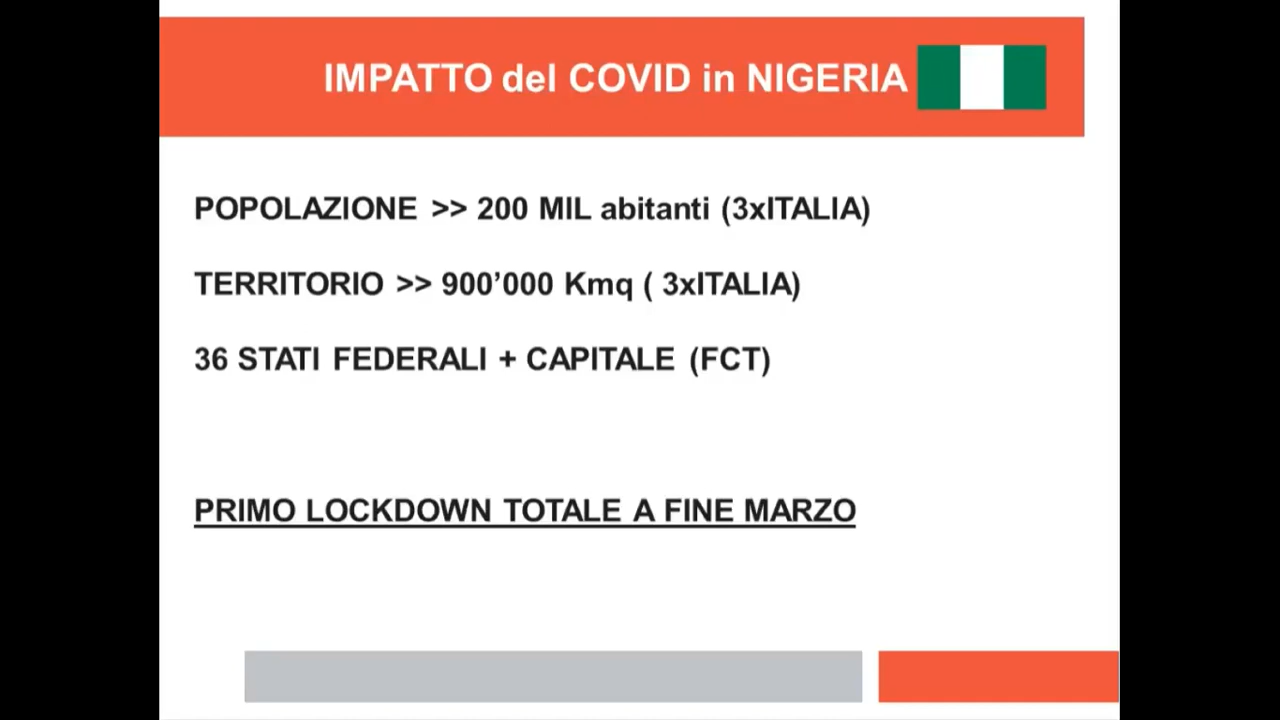 IMPATTO del COVID in NIGERIA
POPOLAZIONE >> 200 MIL abitanti (3xITALIA)
TERRITORIO >> 900’000 Kmq ( 3xITALIA)
36 STATI FEDERALI + CAPITALE (FCT)
PRIMO LOCKDOWN TOTALE A FINE MARZO